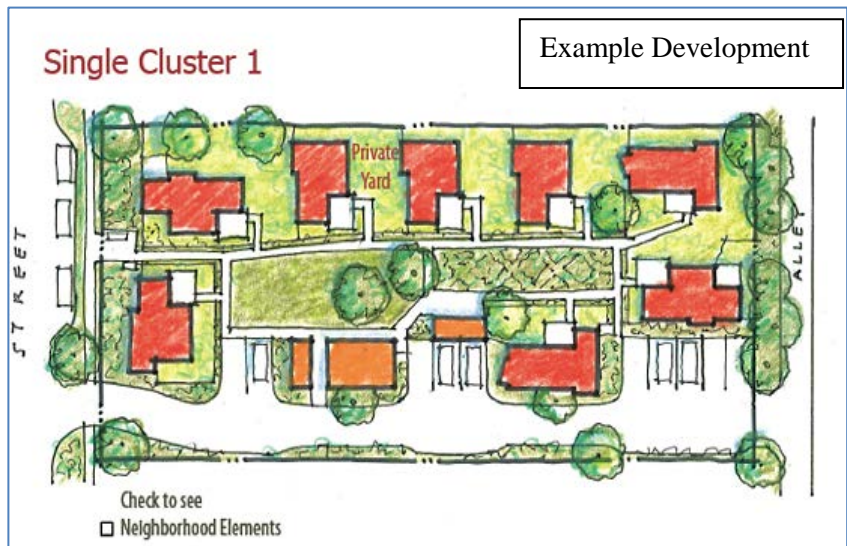 Single Cluster 1
Example Development
Private
Yard
STREET
ALLEY
Check to see
Neighborhood Elements